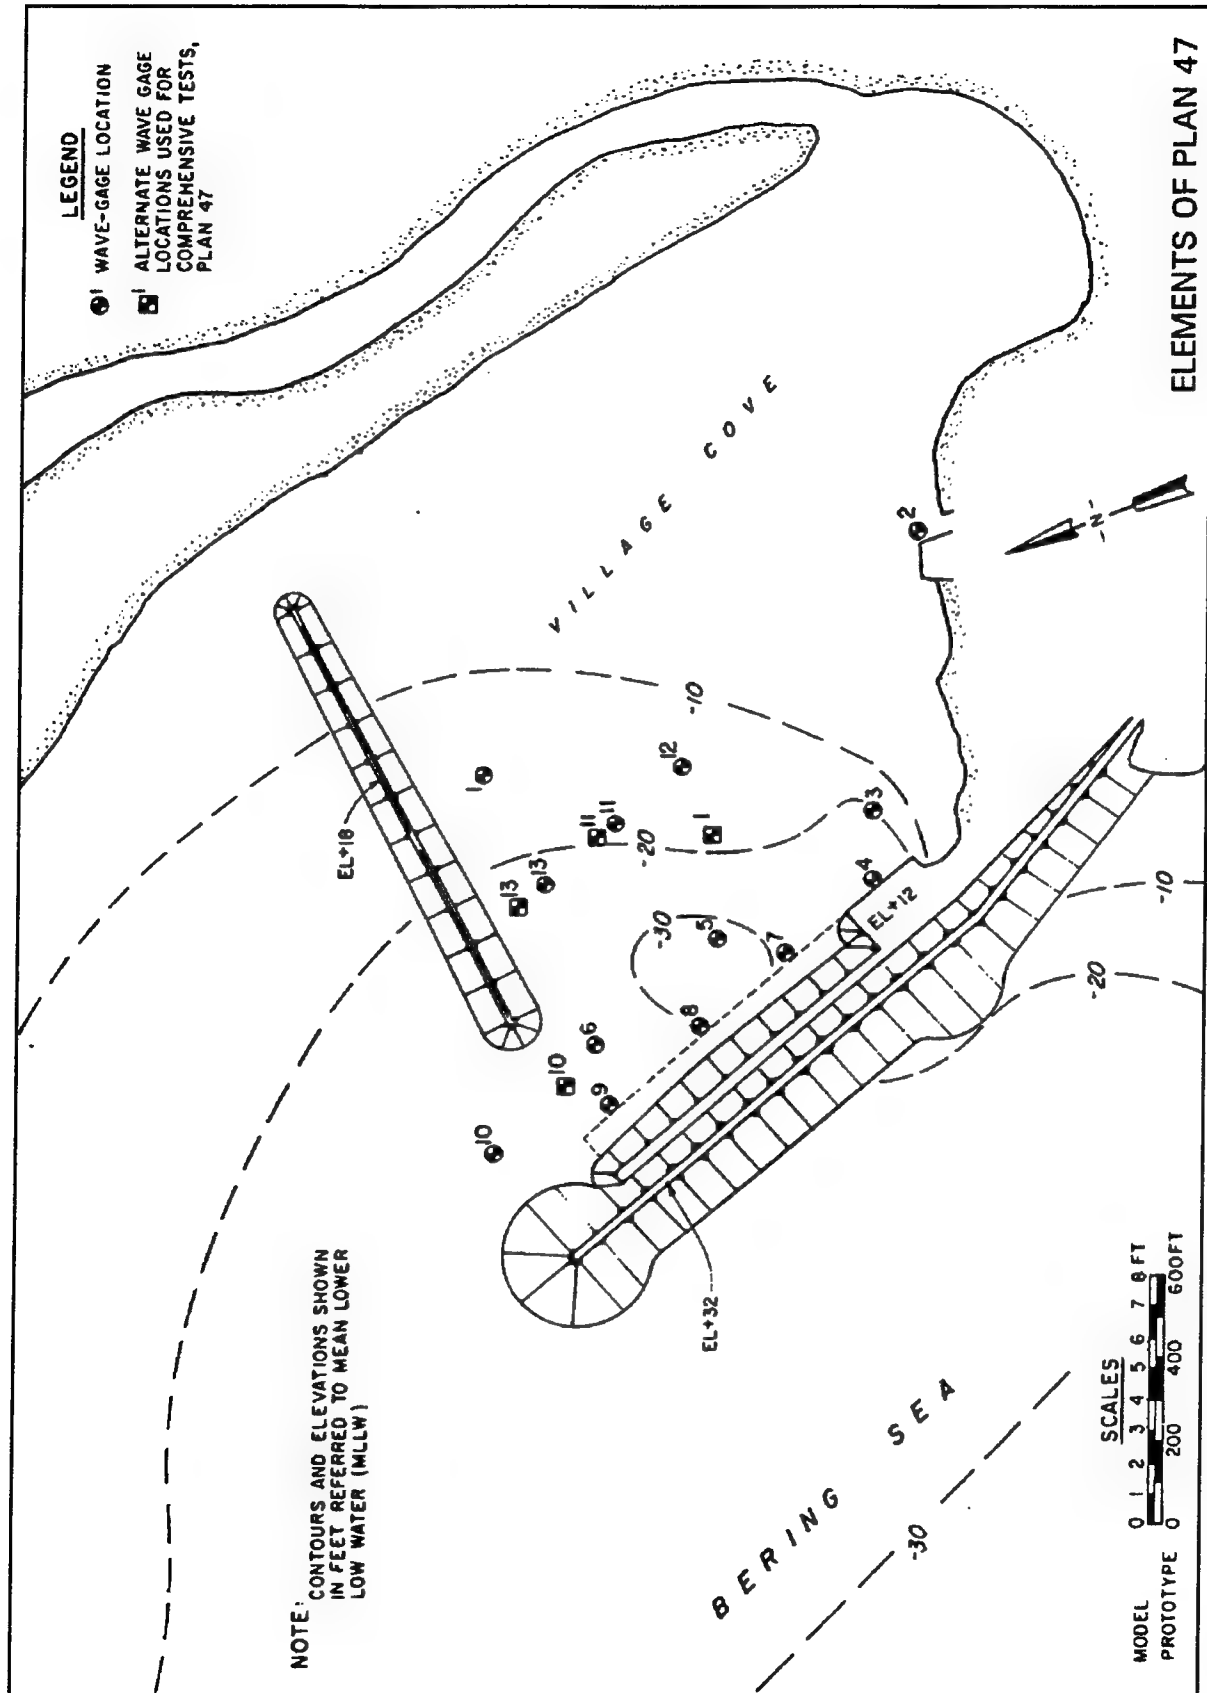 LEGEND
1 WAVE-GAGE LOCATION
1 ALTERNATE WAVE GAGE
LOCATIONS USED FOR
COMPREHENSIVE TESTS,
PLAN 47
NOTE: CONTOURS AND ELEVATIONS SHOWN
IN FEET REFERRED TO MEAN LOWER
LOW WATER (MLLW)
EL+18
VILLAGE COVE
-10
-20
-30
1
12
11
11
13
13
1
3
4
5
7
8
6
9
10
10
2
EL+12
EL+32
-10
-20
-N-
BERING SEA
-30
SCALES
MODEL 0 1 2 3 4 5 6 7 8 FT
PROTOTYPE 0 200 400 600FT
ELEMENTS OF PLAN 47